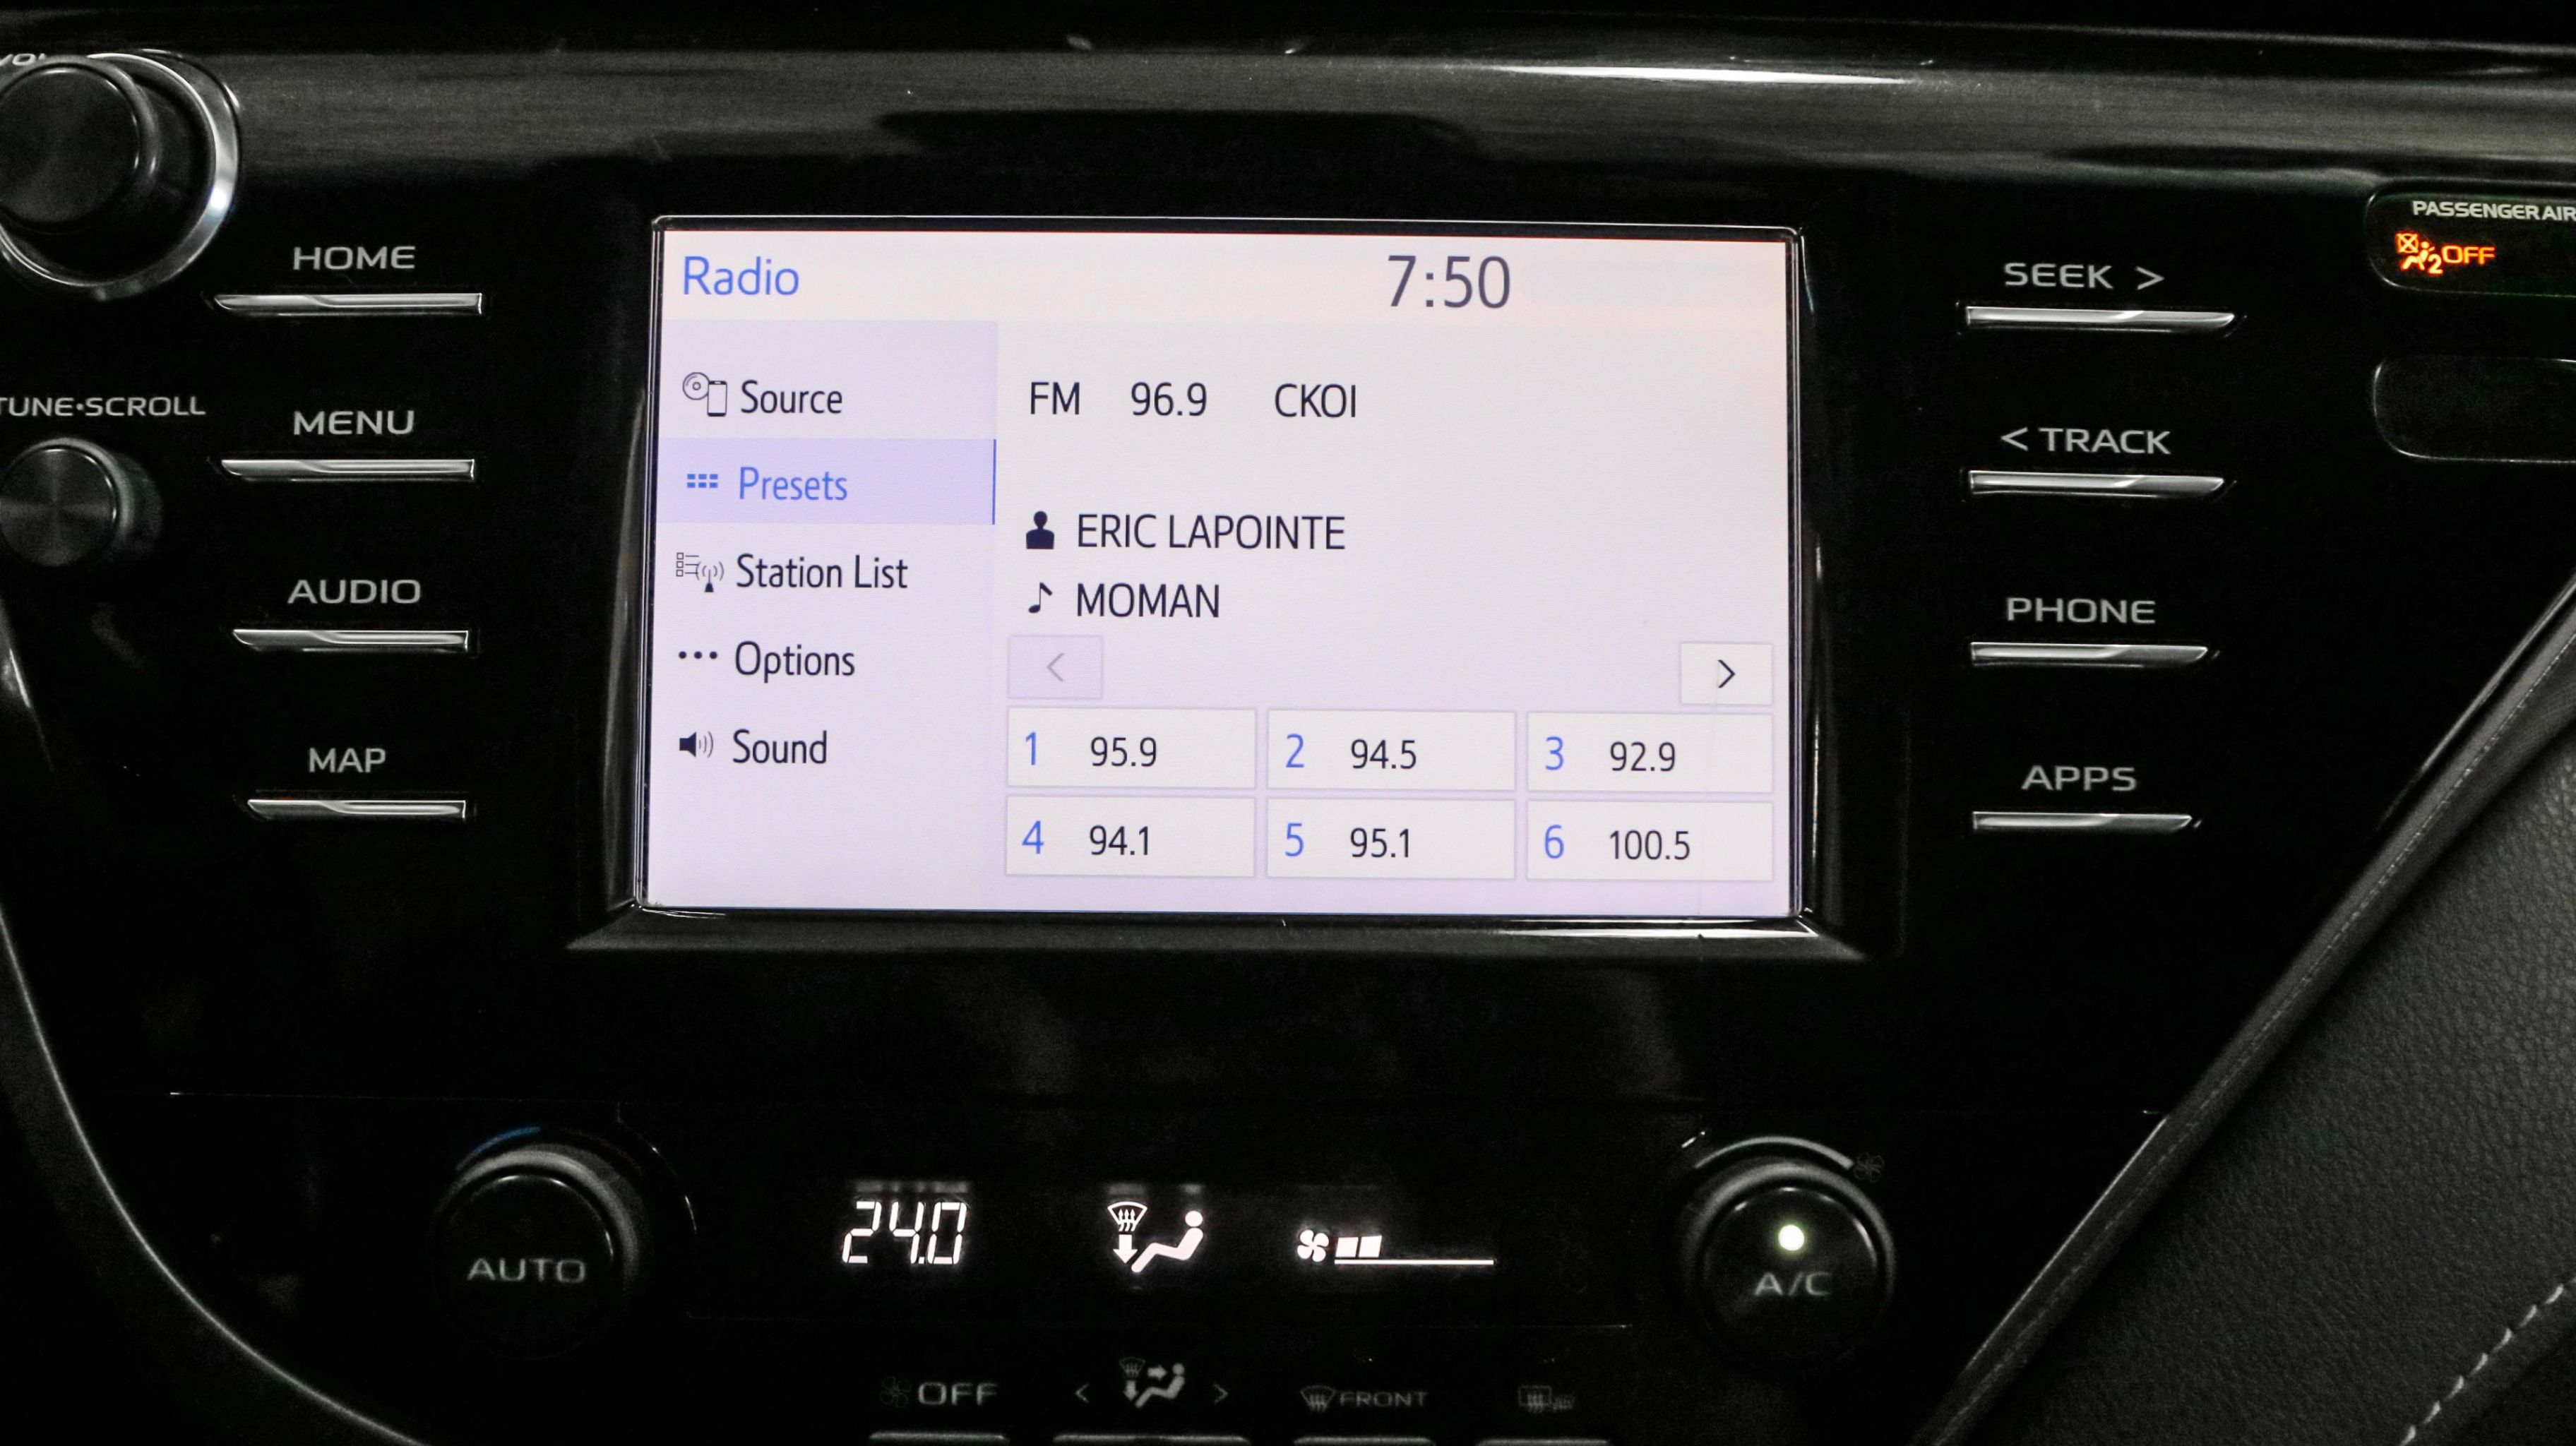 HOME
TUNE•SCROLL
MENU
AUDIO
MAP
Radio
7:50
Source
Presets
Station List
Options
Sound
FM 96.9 CKOI
ERIC LAPOINTE
MOMAN
< >
1 95.9 2 94.5 3 92.9
4 94.1 5 95.1 6 100.5
SEEK >
< TRACK
PHONE
APPS
PASSENGER AIR
2 OFF
AUTO
24.0
A/C
OFF < > FRONT